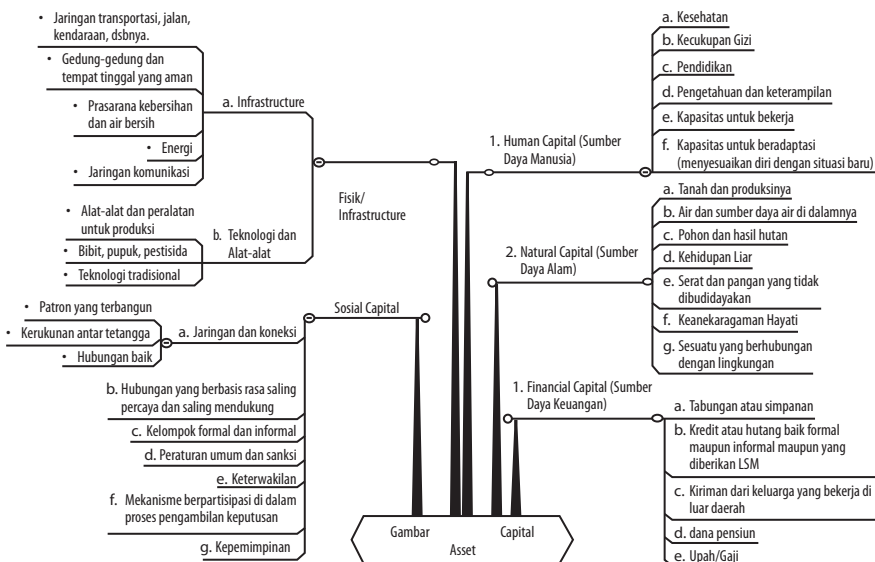 • Jaringan transportasi, jalan,
kendaraan, dsbnya.
• Gedung-gedung dan
tempat tinggal yang aman
• Prasarana kebersihan
dan air bersih
• Energi
• Jaringan komunikasi
a. Infrastructure
• Alat-alat dan peralatan
untuk produksi
• Bibit, pupuk, pestisida
• Teknologi tradisional
b. Teknologi dan
Alat-alat
Fisik/
Infrastructure
• Patron yang terbangun
• Kerukunan antar tetangga
• Hubungan baik
a. Jaringan dan koneksi
Sosial Capital
b. Hubungan yang berbasis rasa saling
percaya dan saling mendukung
c. Kelompok formal dan informal
d. Peraturan umum dan sanksi
e. Keterwakilan
f. Mekanisme berpartisipasi di dalam
proses pengambilan keputusan
g. Kepemimpinan
1. Human Capital (Sumber
Daya Manusia)
a. Kesehatan
b. Kecukupan Gizi
c. Pendidikan
d. Pengetahuan dan keterampilan
e. Kapasitas untuk bekerja
f. Kapasitas untuk beradaptasi
(menyesuaikan diri dengan situasi baru)
2. Natural Capital (Sumber
Daya Alam)
a. Tanah dan produksinya
b. Air dan sumber daya air di dalamnya
c. Pohon dan hasil hutan
d. Kehidupan Liar
e. Serat dan pangan yang tidak
dibudidayakan
f. Keanekaragaman Hayati
g. Sesuatu yang berhubungan
dengan lingkungan
1. Financial Capital (Sumber
Daya Keuangan)
a. Tabungan atau simpanan
b. Kredit atau hutang baik formal
maupun informal maupun yang
diberikan LSM
c. Kiriman dari keluarga yang bekerja di
luar daerah
d. dana pensiun
e. Upah/Gaji
Gambar Capital
Asset